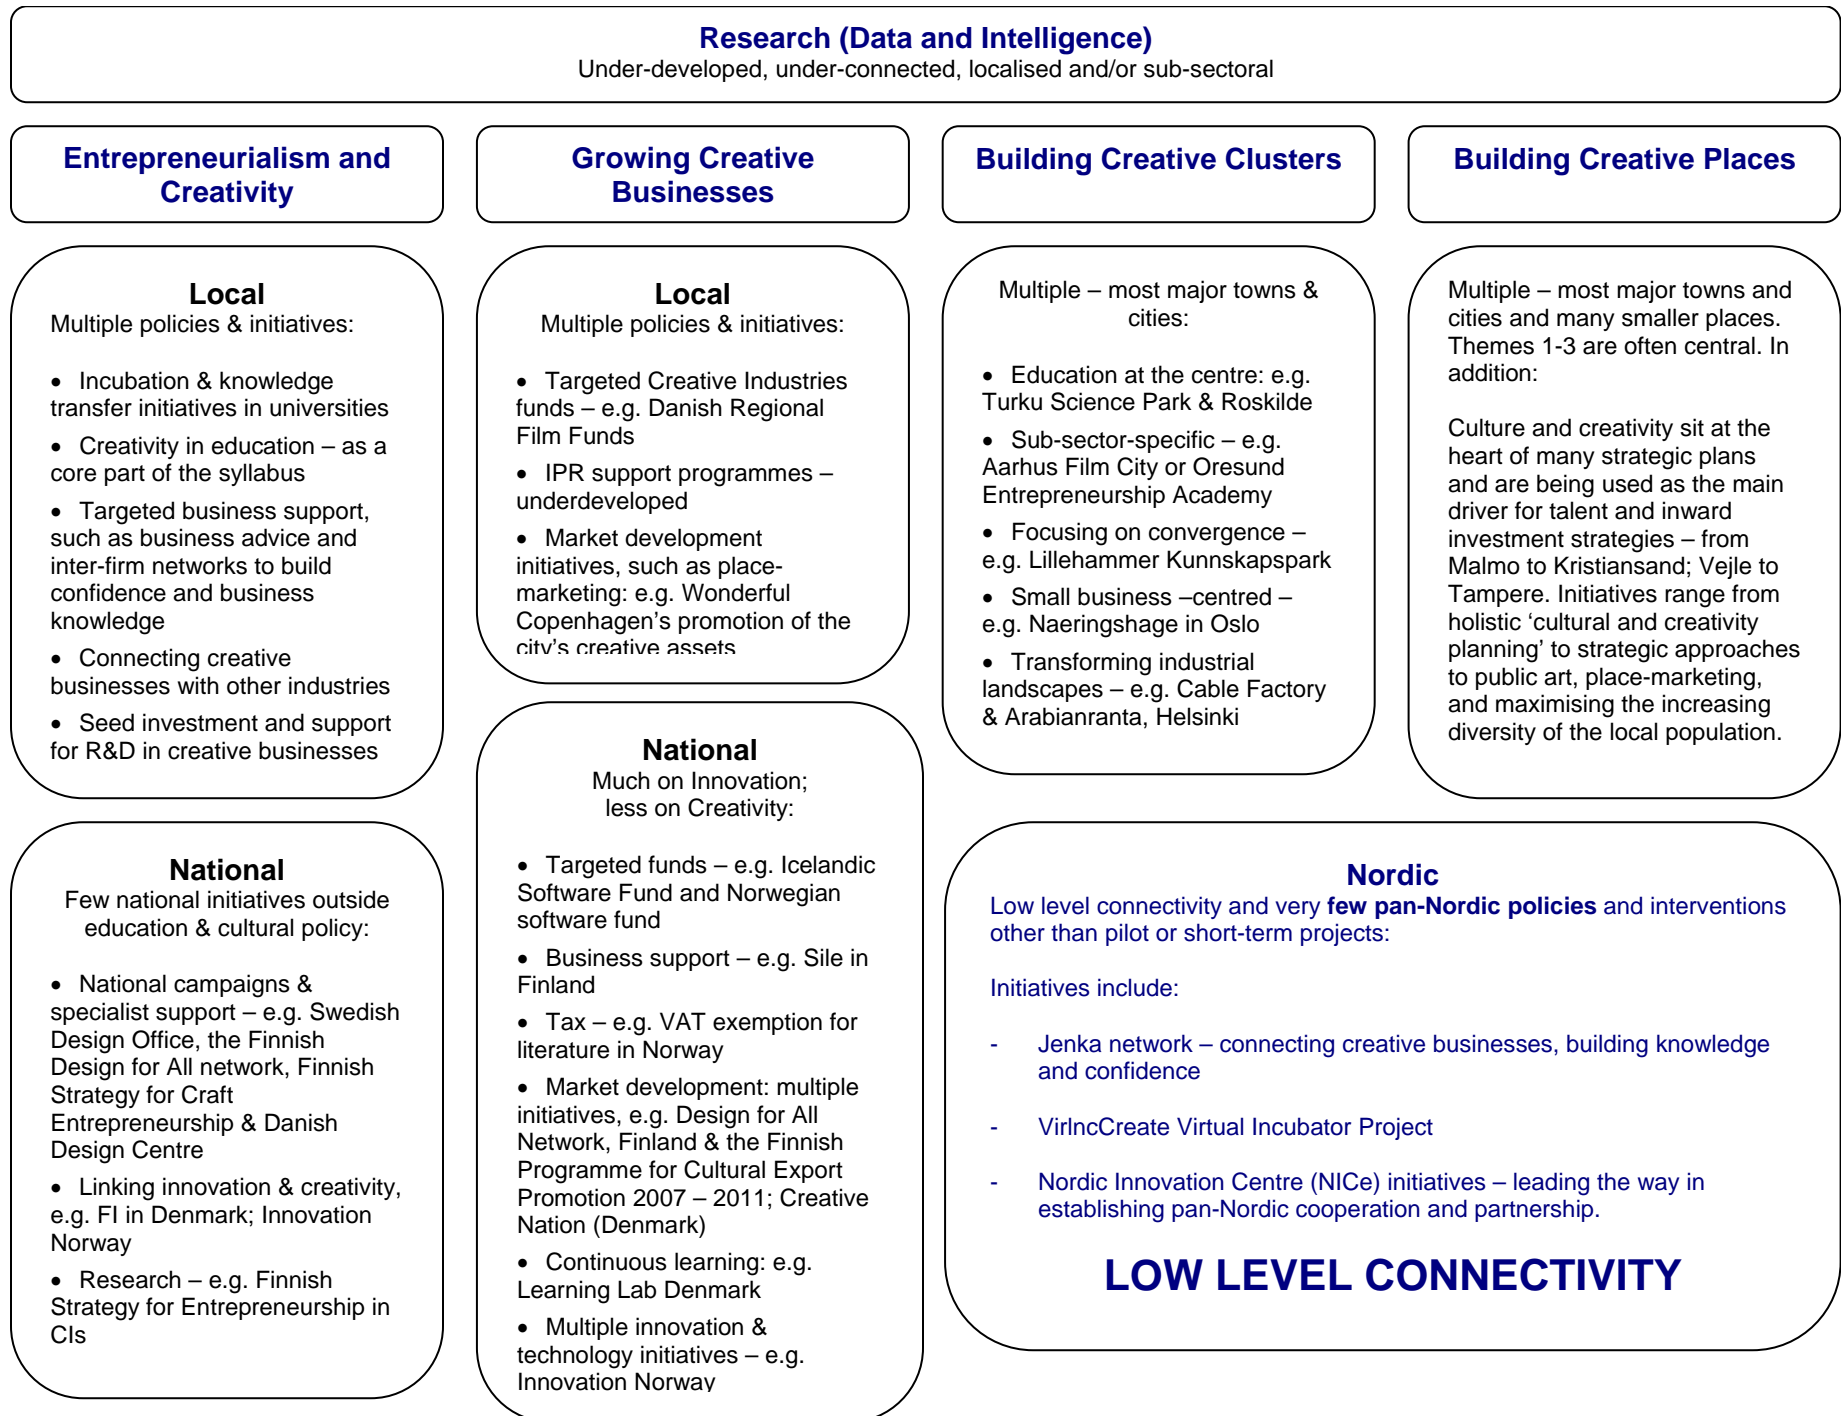 Research (Data and Intelligence)
Under-developed, under-connected, localised and/or sub-sectoral
Entrepreneurialism and
Creativity
Growing Creative
Businesses
Building Creative Clusters
Building Creative Places
Local
Multiple policies & initiatives:
• Incubation & knowledge
transfer initiatives in universities
• Creativity in education – as a
core part of the syllabus
• Targeted business support,
such as business advice and
inter-firm networks to build
confidence and business
knowledge
• Connecting creative
businesses with other industries
• Seed investment and support
for R&D in creative businesses
National
Few national initiatives outside
education & cultural policy:
• National campaigns &
specialist support – e.g. Swedish
Design Office, the Finnish
Design for All network, Finnish
Strategy for Craft
Entrepreneurship & Danish
Design Centre
• Linking innovation & creativity,
e.g. FI in Denmark; Innovation
Norway
• Research – e.g. Finnish
Strategy for Entrepreneurship in
CIs
Local
Multiple policies & initiatives:
• Targeted Creative Industries
funds – e.g. Danish Regional
Film Funds
• IPR support programmes –
underdeveloped
• Market development
initiatives, such as place-
marketing: e.g. Wonderful
Copenhagen’s promotion of the
city’s creative assets
National
Much on Innovation;
less on Creativity:
• Targeted funds – e.g. Icelandic
Software Fund and Norwegian
software fund
• Business support – e.g. Sile in
Finland
• Tax – e.g. VAT exemption for
literature in Norway
• Market development: multiple
initiatives, e.g. Design for All
Network, Finland & the Finnish
Programme for Cultural Export
Promotion 2007 – 2011; Creative
Nation (Denmark)
• Continuous learning: e.g.
Learning Lab Denmark
• Multiple innovation &
technology initiatives – e.g.
Innovation Norway
Multiple – most major towns &
cities:
• Education at the centre: e.g.
Turku Science Park & Roskilde
• Sub-sector-specific – e.g.
Aarhus Film City or Oresund
Entrepreneurship Academy
• Focusing on convergence –
e.g. Lillehammer Kunnskapspark
• Small business –centred –
e.g. Naeringshage in Oslo
• Transforming industrial
landscapes – e.g. Cable Factory
& Arabianranta, Helsinki
Multiple – most major towns and
cities and many smaller places.
Themes 1-3 are often central. In
addition:
Culture and creativity sit at the
heart of many strategic plans
and are being used as the main
driver for talent and inward
investment strategies – from
Malmo to Kristiansand; Vejle to
Tampere. Initiatives range from
holistic ‘cultural and creativity
planning’ to strategic approaches
to public art, place-marketing,
and maximising the increasing
diversity of the local population.
Nordic
Low level connectivity and very few pan-Nordic policies and interventions
other than pilot or short-term projects:
Initiatives include:
- Jenka network – connecting creative businesses, building knowledge
and confidence
- VirIncCreate Virtual Incubator Project
- Nordic Innovation Centre (NICe) initiatives – leading the way in
establishing pan-Nordic cooperation and partnership.
LOW LEVEL CONNECTIVITY